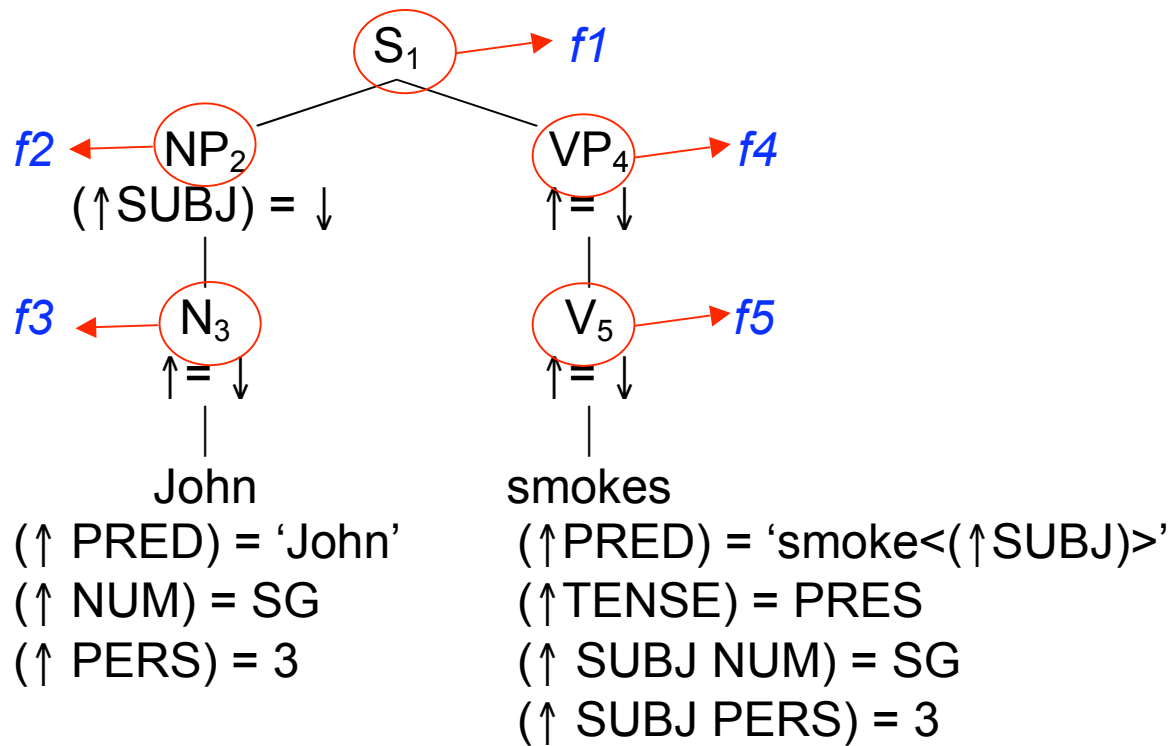 S₁ f1
f2 NP₂ VP₄ f4
(↑SUBJ) = ↓ ↑= ↓
f3 N₃ V₅ f5
↑= ↓ ↑= ↓
John smokes
(↑ PRED) = ‘John’ (↑PRED) = ‘smoke<(↑SUBJ)>’
(↑ NUM) = SG (↑TENSE) = PRES
(↑ PERS) = 3 (↑ SUBJ NUM) = SG
(↑ SUBJ PERS) = 3